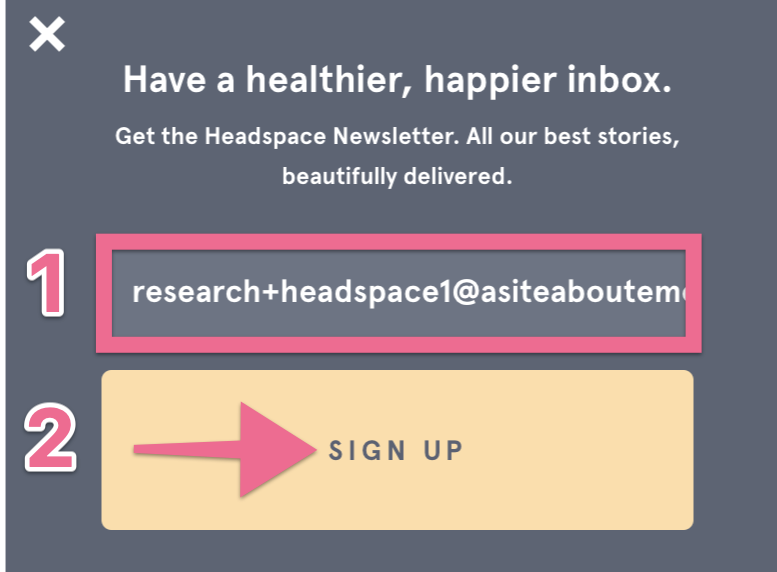 Have a healthier, happier inbox.
Get the Headspace Newsletter. All our best stories,
beautifully delivered.
1
research+headspace1@asiteaboutem
2
SIGN UP